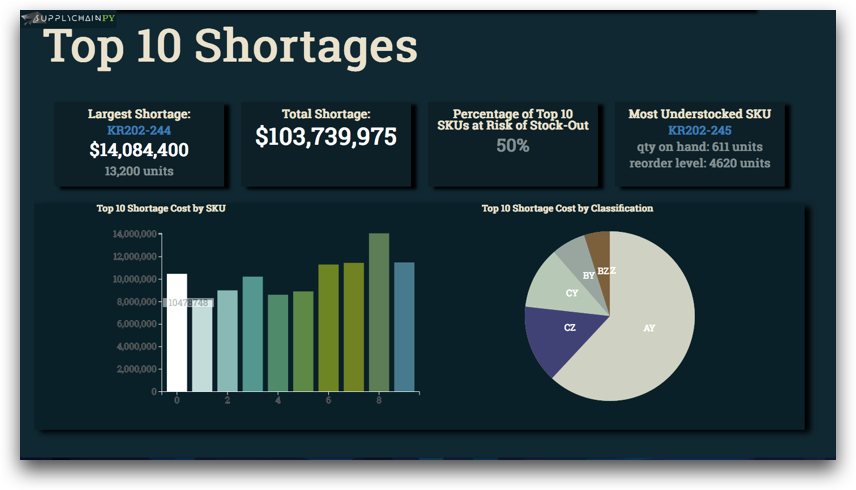 SUPPLYCHAINPY
Top 10 Shortages
Largest Shortage:
KR202-244
$14,084,400
13,200 units
Total Shortage:
$103,739,975
Percentage of Top 10
SKUs at Risk of Stock-Out
50%
Most Understocked SKU
KR202-245
qty on hand: 611 units
reorder level: 4620 units
Top 10 Shortage Cost by SKU
14,000,000
12,000,000
10,000,000
8,000,000
6,000,000
4,000,000
2,000,000
0
0 2 4 6 8
Top 10 Shortage Cost by Classification
BY
BZ
CY
CZ
AY